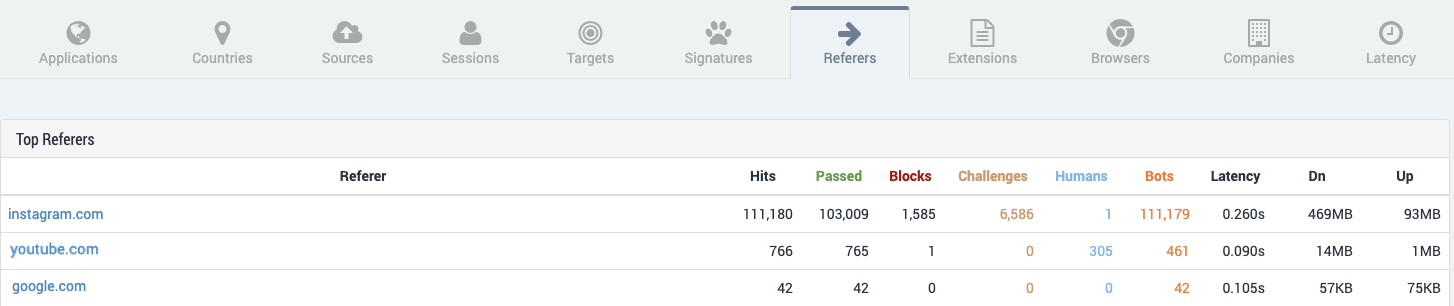 Applications Countries Sources Sessions Targets Signatures Referers Extensions Browsers Companies Latency
Top Referers
Referer Hits Passed Blocks Challenges Humans Bots Latency Dn Up
instagram.com 111,180 103,009 1,585 6,586 1 111,179 0.260s 469MB 93MB
youtube.com 766 765 1 0 305 461 0.090s 14MB 1MB
google.com 42 42 0 0 0 42 0.105s 57KB 75KB